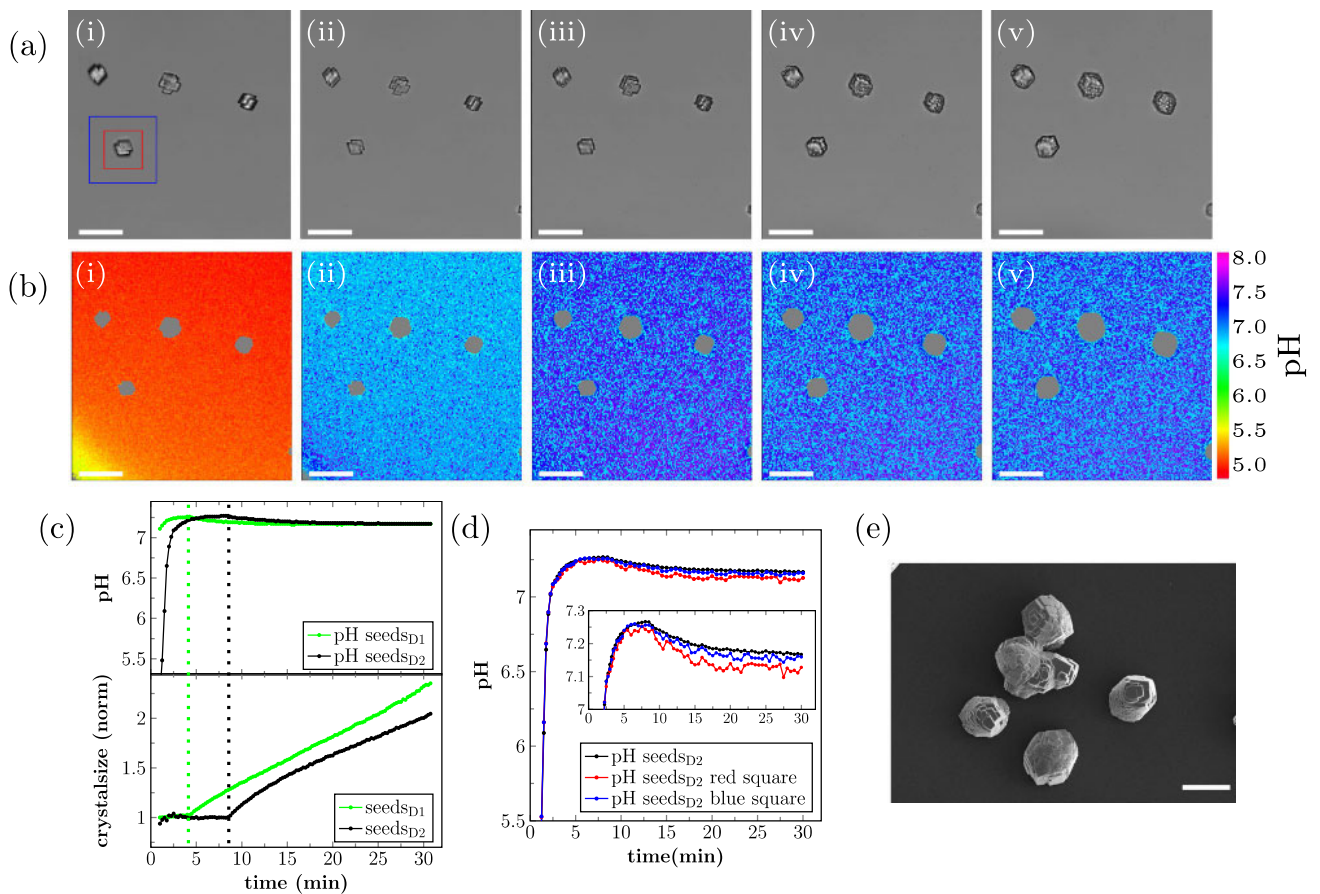 (a)
(i) (ii) (iii) (iv) (v)
(b)
(i) (ii) (iii) (iv) (v)
8.0
7.5
7.0
6.5
6.0
5.5
5.0
pH
(c)
pH
7
6.5
6
5.5
pH seedsD1
pH seedsD2
crystalsize (norm)
2
1.5
1
seedsD1
seedsD2
0 5 10 15 20 25 30
time (min)
(d)
pH
7
6.5
6
5.5
7.3
7.2
7.1
7
0 5 10 15 20 25 30
pH seedsD2
pH seedsD2 red square
pH seedsD2 blue square
0 5 10 15 20 25 30
time(min)
(e)